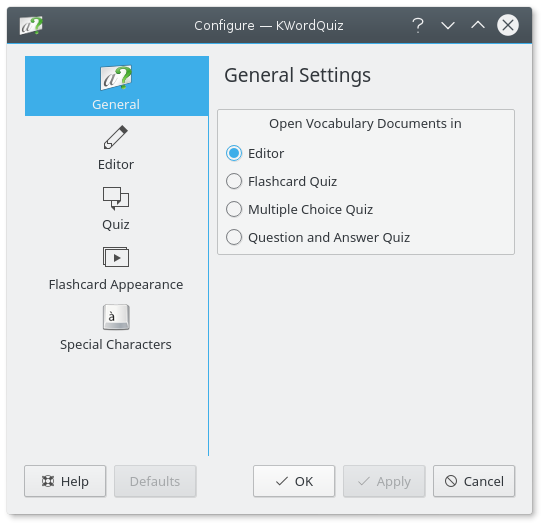 Configure — KWordQuiz
General
Editor
Quiz
Flashcard Appearance
à
Special Characters
General Settings
Open Vocabulary Documents in
Editor
Flashcard Quiz
Multiple Choice Quiz
Question and Answer Quiz
Help
Defaults
OK
Apply
Cancel